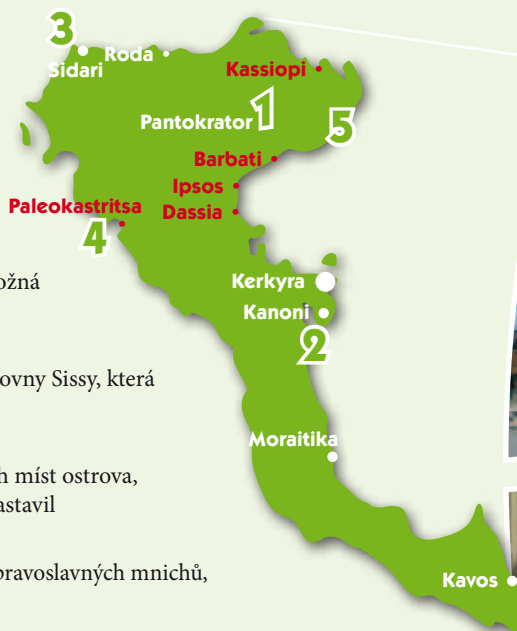 3
Sidari
Roda
Kassiopi
Pantokrator
1
5
Barbati
Ipsos
Dassia
Paleokastritsa
4
ožná
Kerkyra
Kanoni
2
ovny Sissy, která
Moraitika
h míst ostrova,
astavil
pravoslavných mnichů,
Kavos